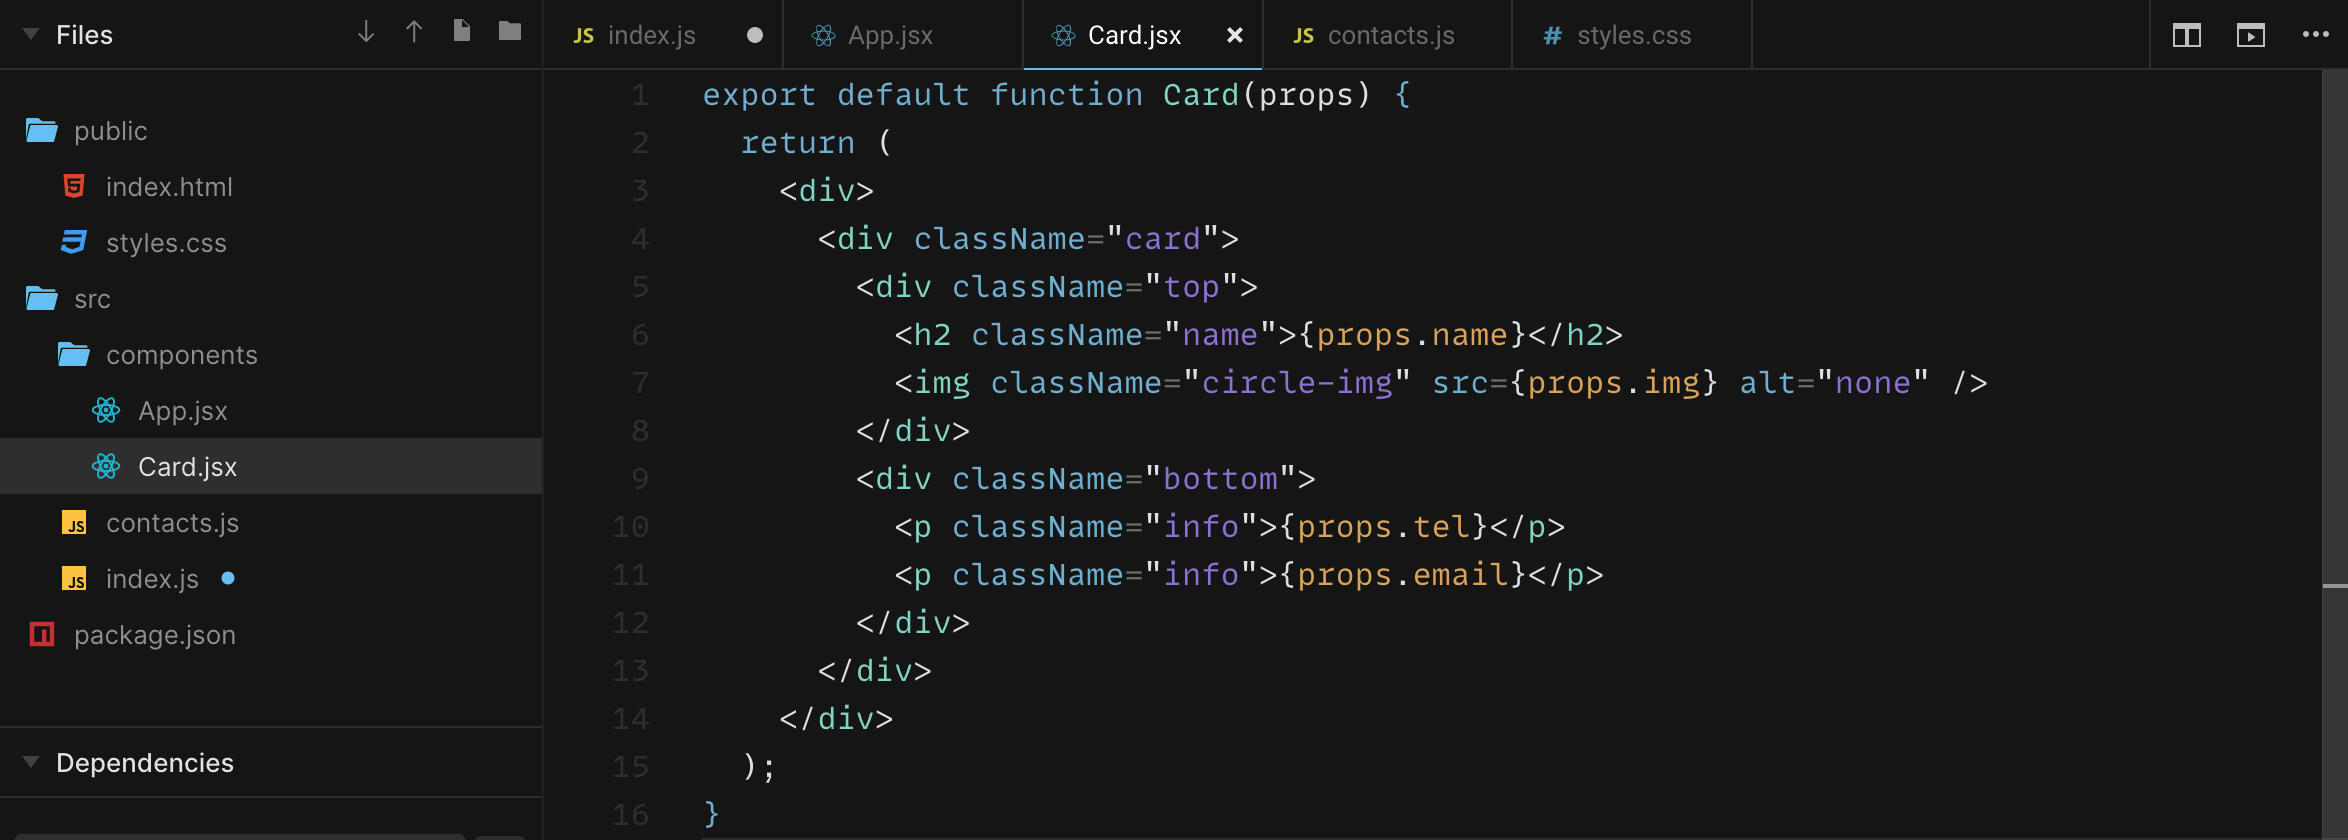 Files
public
index.html
styles.css
src
components
App.jsx
Card.jsx
JS contacts.js
JS index.js
package.json
Dependencies
JS index.js
App.jsx
Card.jsx
JS contacts.js
# styles.css
1 export default function Card(props) {
2 return (
3 <div>
4 <div className="card">
5 <div className="top">
6 <h2 className="name">{props.name}</h2>
7 <img className="circle-img" src={props.img} alt="none" />
8 </div>
9 <div className="bottom">
10 <p className="info">{props.tel}</p>
11 <p className="info">{props.email}</p>
12 </div>
13 </div>
14 </div>
15 );
16 }